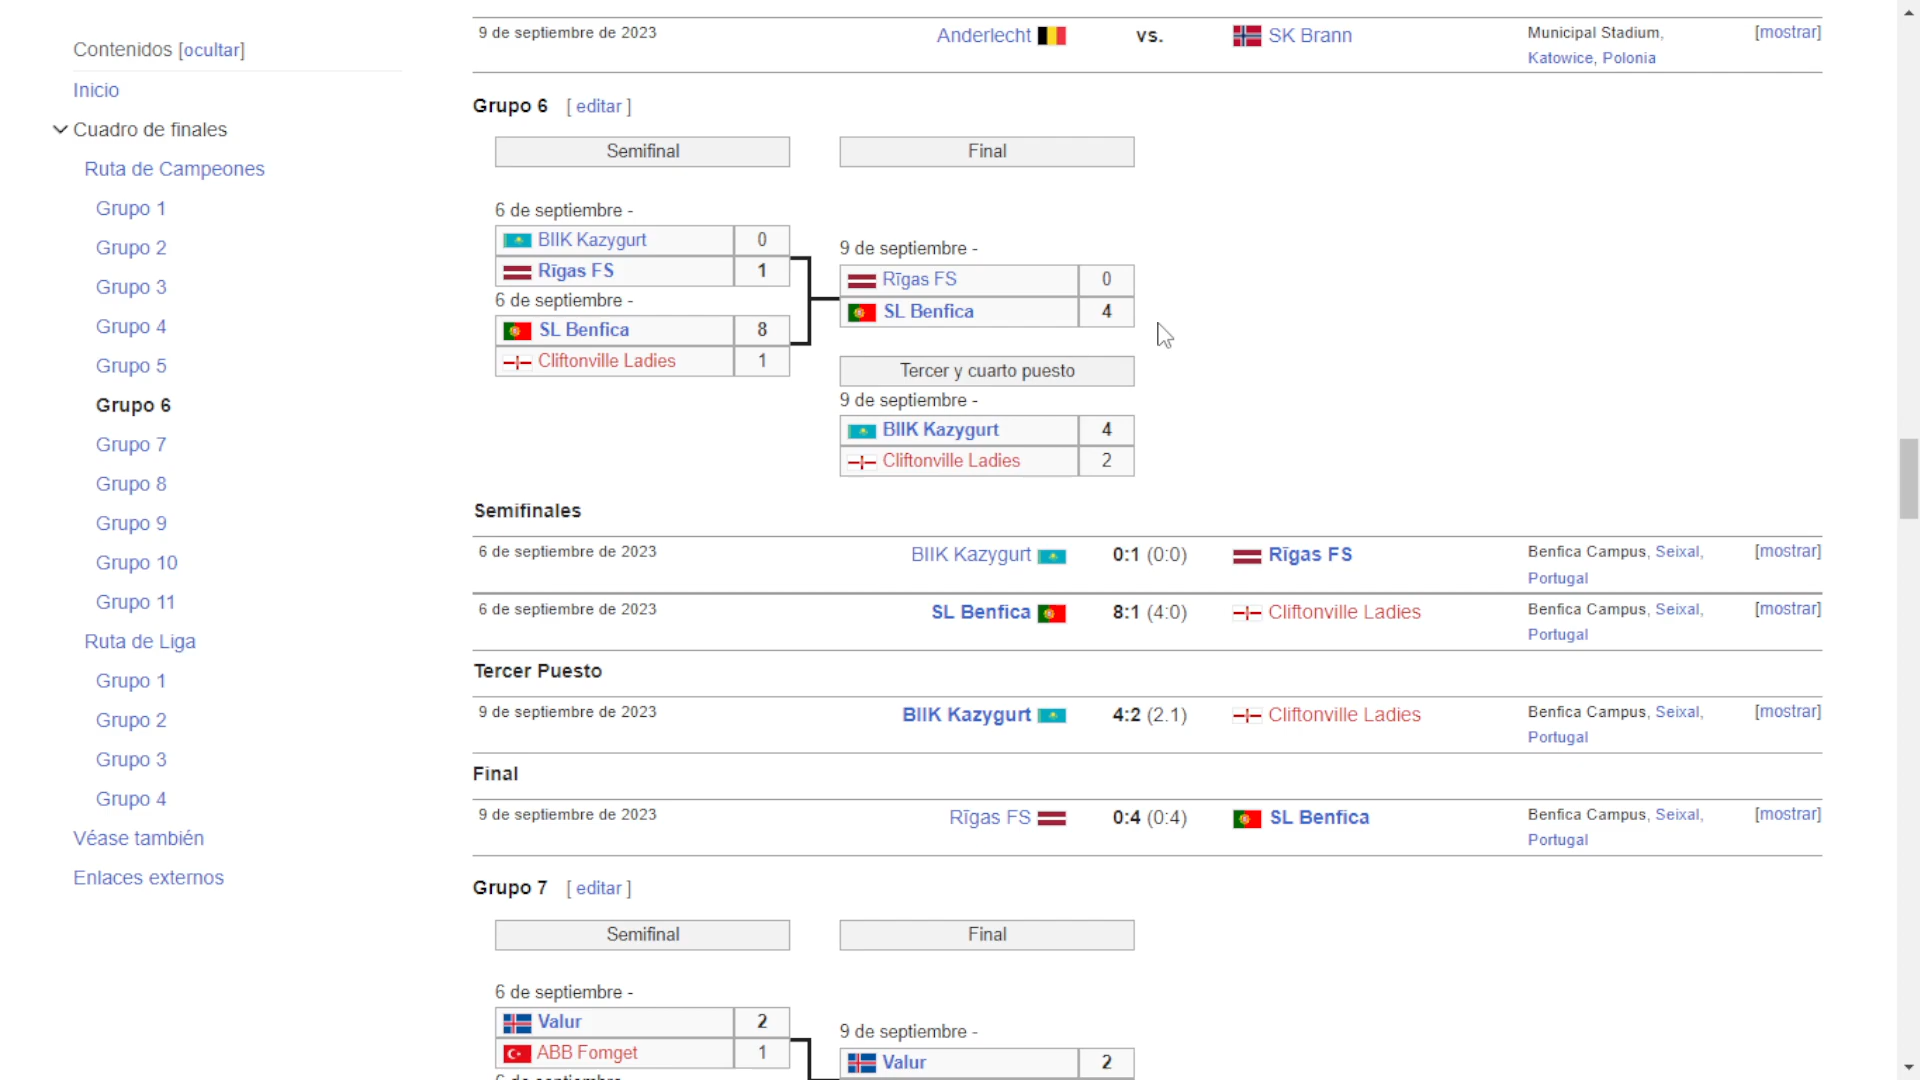 Contenidos [ocultar]
Inicio
Cuadro de finales
Ruta de Campeones
Grupo 1
Grupo 2
Grupo 3
Grupo 4
Grupo 5
Grupo 6
Grupo 7
Grupo 8
Grupo 9
Grupo 10
Grupo 11
Ruta de Liga
Grupo 1
Grupo 2
Grupo 3
Grupo 4
Véase también
Enlaces externos
9 de septiembre de 2023 Anderlecht vs. SK Brann Municipal Stadium, [mostrar]
Katowice, Polonia
Grupo 6 [ editar ]
Semifinal Final
6 de septiembre -
BIIK Kazygurt 0
Rīgas FS 1
6 de septiembre -
SL Benfica 8
Cliftonville Ladies 1
9 de septiembre -
Rīgas FS 0
SL Benfica 4
Tercer y cuarto puesto
9 de septiembre -
BIIK Kazygurt 4
Cliftonville Ladies 2
Semifinales
6 de septiembre de 2023 BIIK Kazygurt 0:1 (0:0) Rīgas FS Benfica Campus, Seixal, [mostrar]
Portugal
6 de septiembre de 2023 SL Benfica 8:1 (4:0) Cliftonville Ladies Benfica Campus, Seixal, [mostrar]
Portugal
Tercer Puesto
9 de septiembre de 2023 BIIK Kazygurt 4:2 (2.1) Cliftonville Ladies Benfica Campus, Seixal, [mostrar]
Portugal
Final
9 de septiembre de 2023 Rīgas FS 0:4 (0:4) SL Benfica Benfica Campus, Seixal, [mostrar]
Portugal
Grupo 7 [ editar ]
Semifinal Final
6 de septiembre -
Valur 2
ABB Fomget 1
6 de septiembre
9 de septiembre -
Valur 2